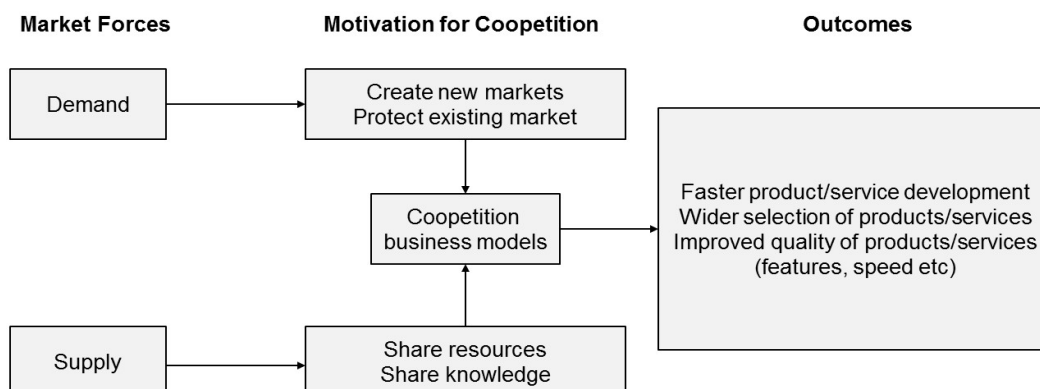 Market Forces
Motivation for Coopetition
Outcomes
Demand
Create new markets
Protect existing market
Coopetition
business models
Faster product/service development
Wider selection of products/services
Improved quality of products/services
(features, speed etc)
Supply
Share resources
Share knowledge